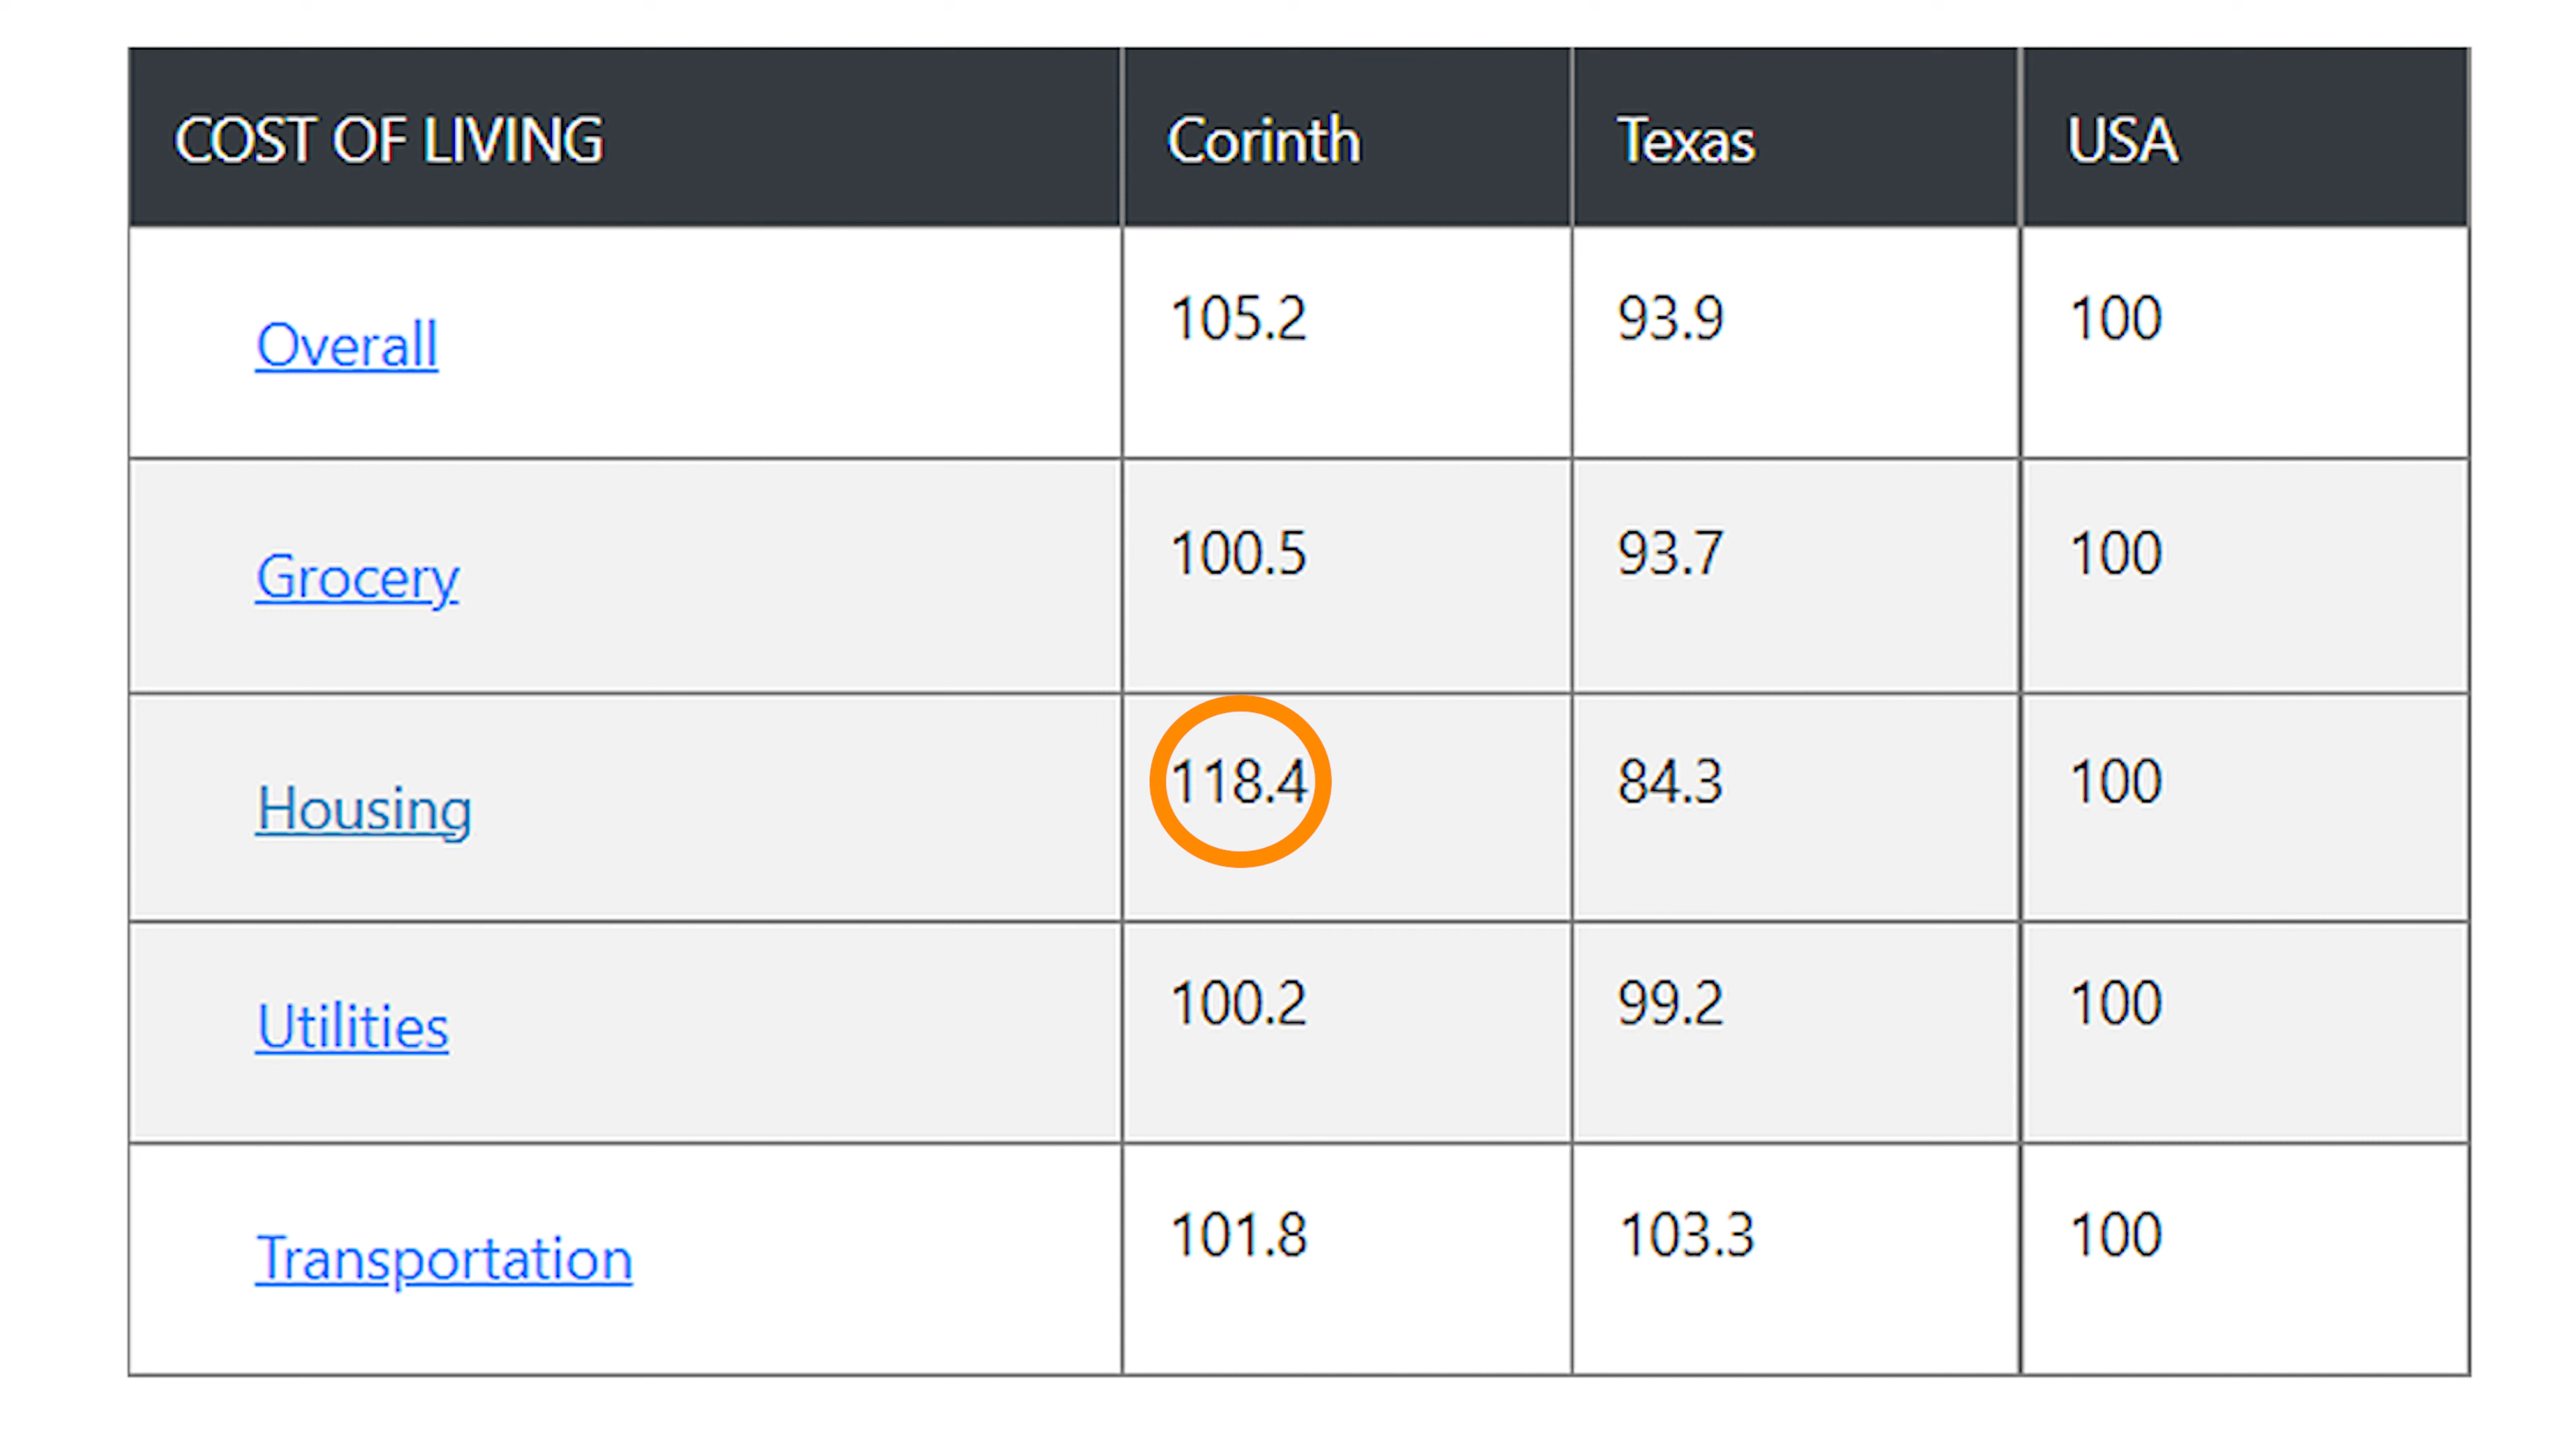 COST OF LIVING Corinth Texas USA
Overall 105.2 93.9 100
Grocery 100.5 93.7 100
Housing 118.4 84.3 100
Utilities 100.2 99.2 100
Transportation 101.8 103.3 100